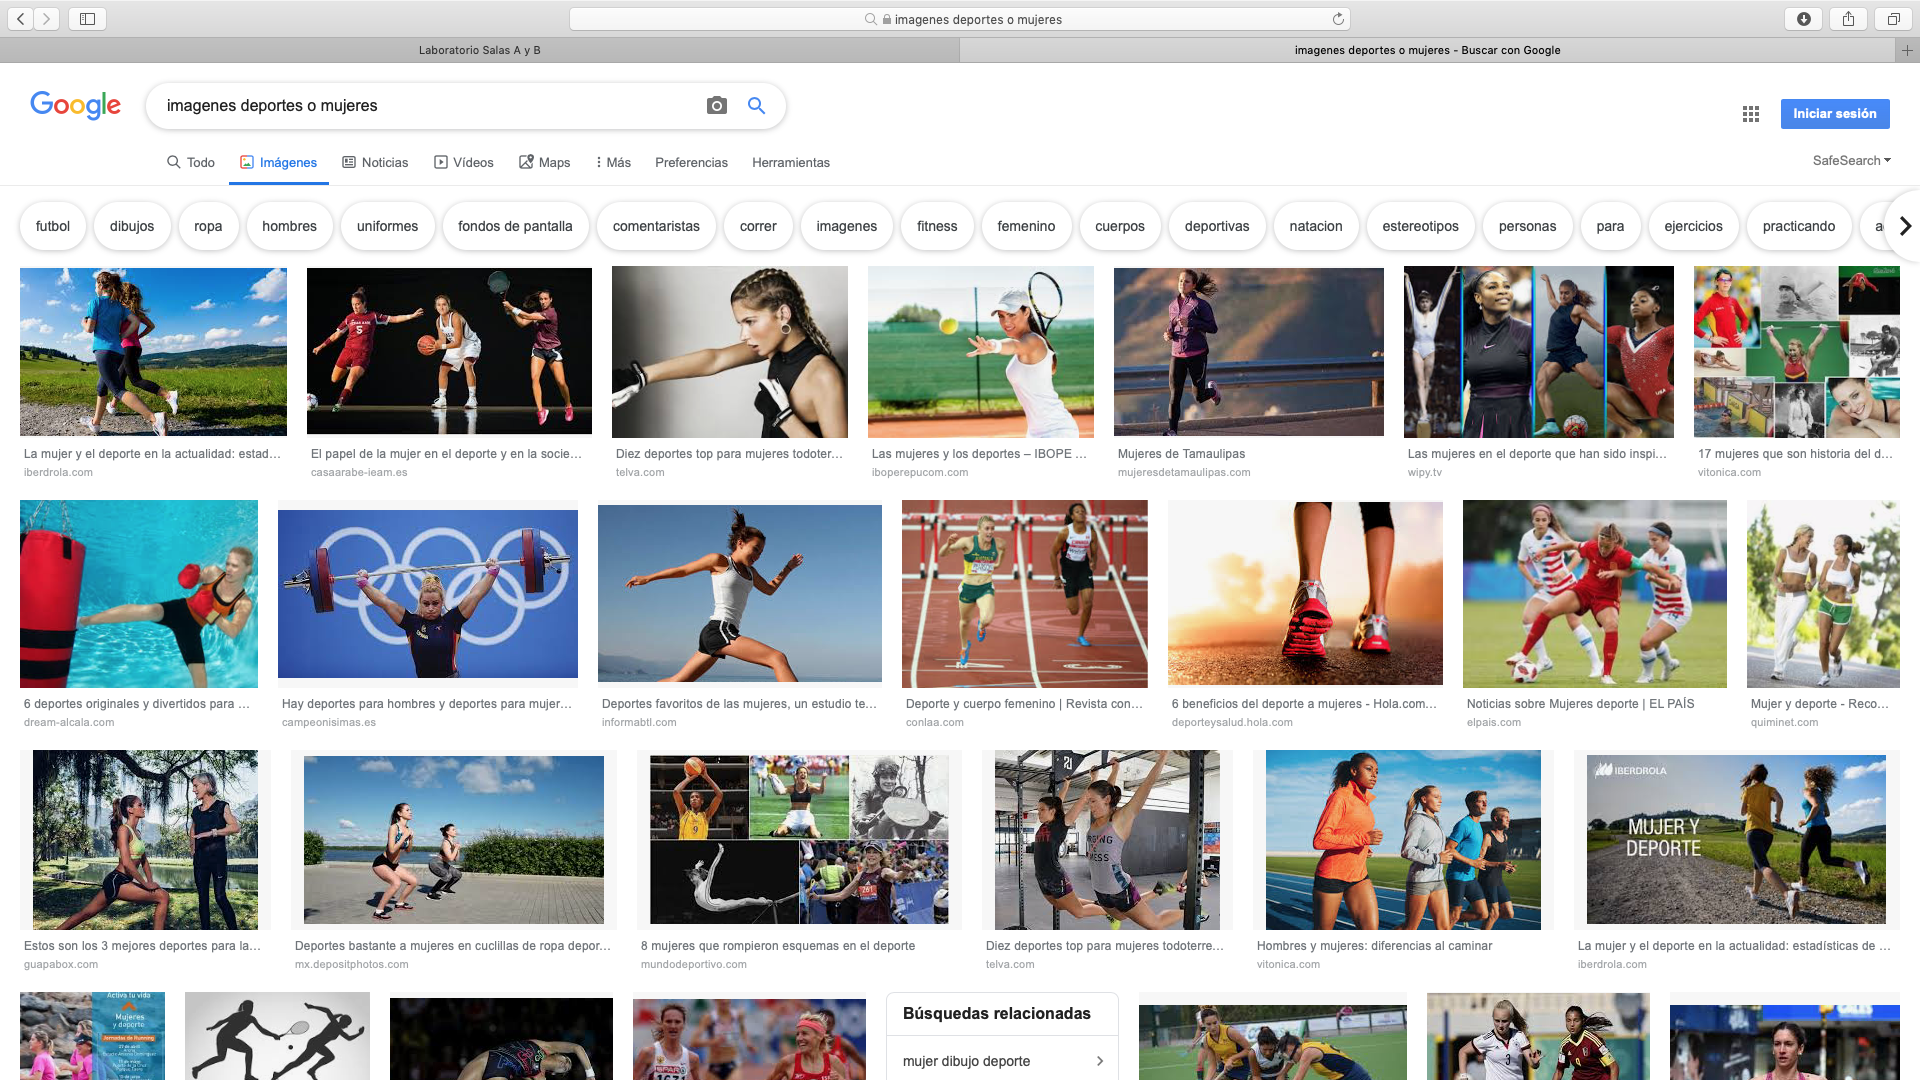 imagenes deportes o mujeres
Laboratorio Salas A y B
imagenes deportes o mujeres - Buscar con Google
Google
imagenes deportes o mujeres
Iniciar sesión
Todo
Imágenes
Noticias
Vídeos
Maps
Más
Preferencias
Herramientas
SafeSearch
futbol
dibujos
ropa
hombres
uniformes
fondos de pantalla
comentaristas
correr
imagenes
fitness
femenino
cuerpos
deportivas
natacion
estereotipos
personas
para
ejercicios
practicando
La mujer y el deporte en la actualidad: estad...
iberdrola.com
El papel de la mujer en el deporte y en la socie...
casaarabe-ieam.es
Diez deportes top para mujeres todoter...
telva.com
Las mujeres y los deportes – IBOPE ...
iboperepucom.com
Mujeres de Tamaulipas
mujeresdetamaulipas.com
Las mujeres en el deporte que han sido inspi...
wipy.tv
17 mujeres que son historia del d...
vitonica.com
6 deportes originales y divertidos para ...
dream-alcala.com
Hay deportes para hombres y deportes para mujer...
campeonisimas.es
Deportes favoritos de las mujeres, un estudio te...
informabtl.com
Deporte y cuerpo femenino | Revista con...
conlaa.com
6 beneficios del deporte a mujeres - Hola.com...
deporteysalud.hola.com
Noticias sobre Mujeres deporte | EL PAÍS
elpais.com
Mujer y deporte - Reco...
quiminet.com
IBERDROLA
MUJER Y
DEPORTE
Estos son los 3 mejores deportes para la...
guapabox.com
Deportes bastante a mujeres en cuclillas de ropa depor...
mx.depositphotos.com
8 mujeres que rompieron esquemas en el deporte
mundodeportivo.com
Diez deportes top para mujeres todoterre...
telva.com
Hombres y mujeres: diferencias al caminar
vitonica.com
La mujer y el deporte en la actualidad: estadísticas de ...
iberdrola.com
Activa tu vida
Mujeres
y deporte
Jornadas de Running
Búsquedas relacionadas
mujer dibujo deporte